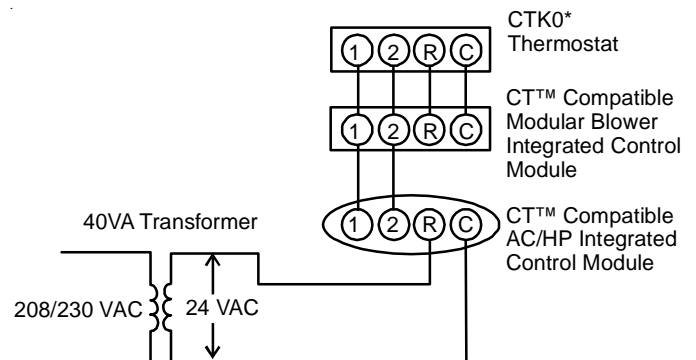 CTK0*
Thermostat
1 2 R C
CT™ Compatible
Modular Blower
Integrated Control
Module
1 2 R C
CT™ Compatible
AC/HP Integrated
Control Module
1 2 R C
40VA Transformer
208/230 VAC
24 VAC